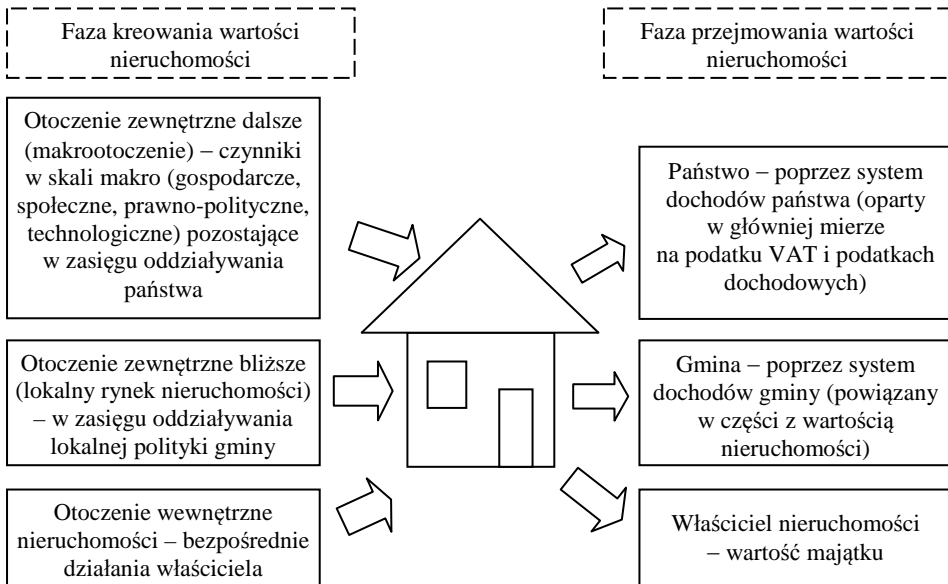 Faza kreowania wartości
nieruchomości
Otoczenie zewnętrzne dalsze
(makrootoczenie) – czynniki
w skali makro (gospodarcze,
społeczne, prawno-polityczne,
technologiczne) pozostające
w zasięgu oddziaływania
państwa
Otoczenie zewnętrzne bliższe
(lokalny rynek nieruchomości)
– w zasięgu oddziaływania
lokalnej polityki gminy
Otoczenie wewnętrzne
nieruchomości – bezpośrednie
działania właściciela
Faza przejmowania wartości
nieruchomości
Państwo – poprzez system
dochodów państwa (oparty
w główniej mierze
na podatku VAT i podatkach
dochodowych)
Gmina – poprzez system
dochodów gminy (powiązany
w części z wartością
nieruchomości)
Właściciel nieruchomości
– wartość majątku